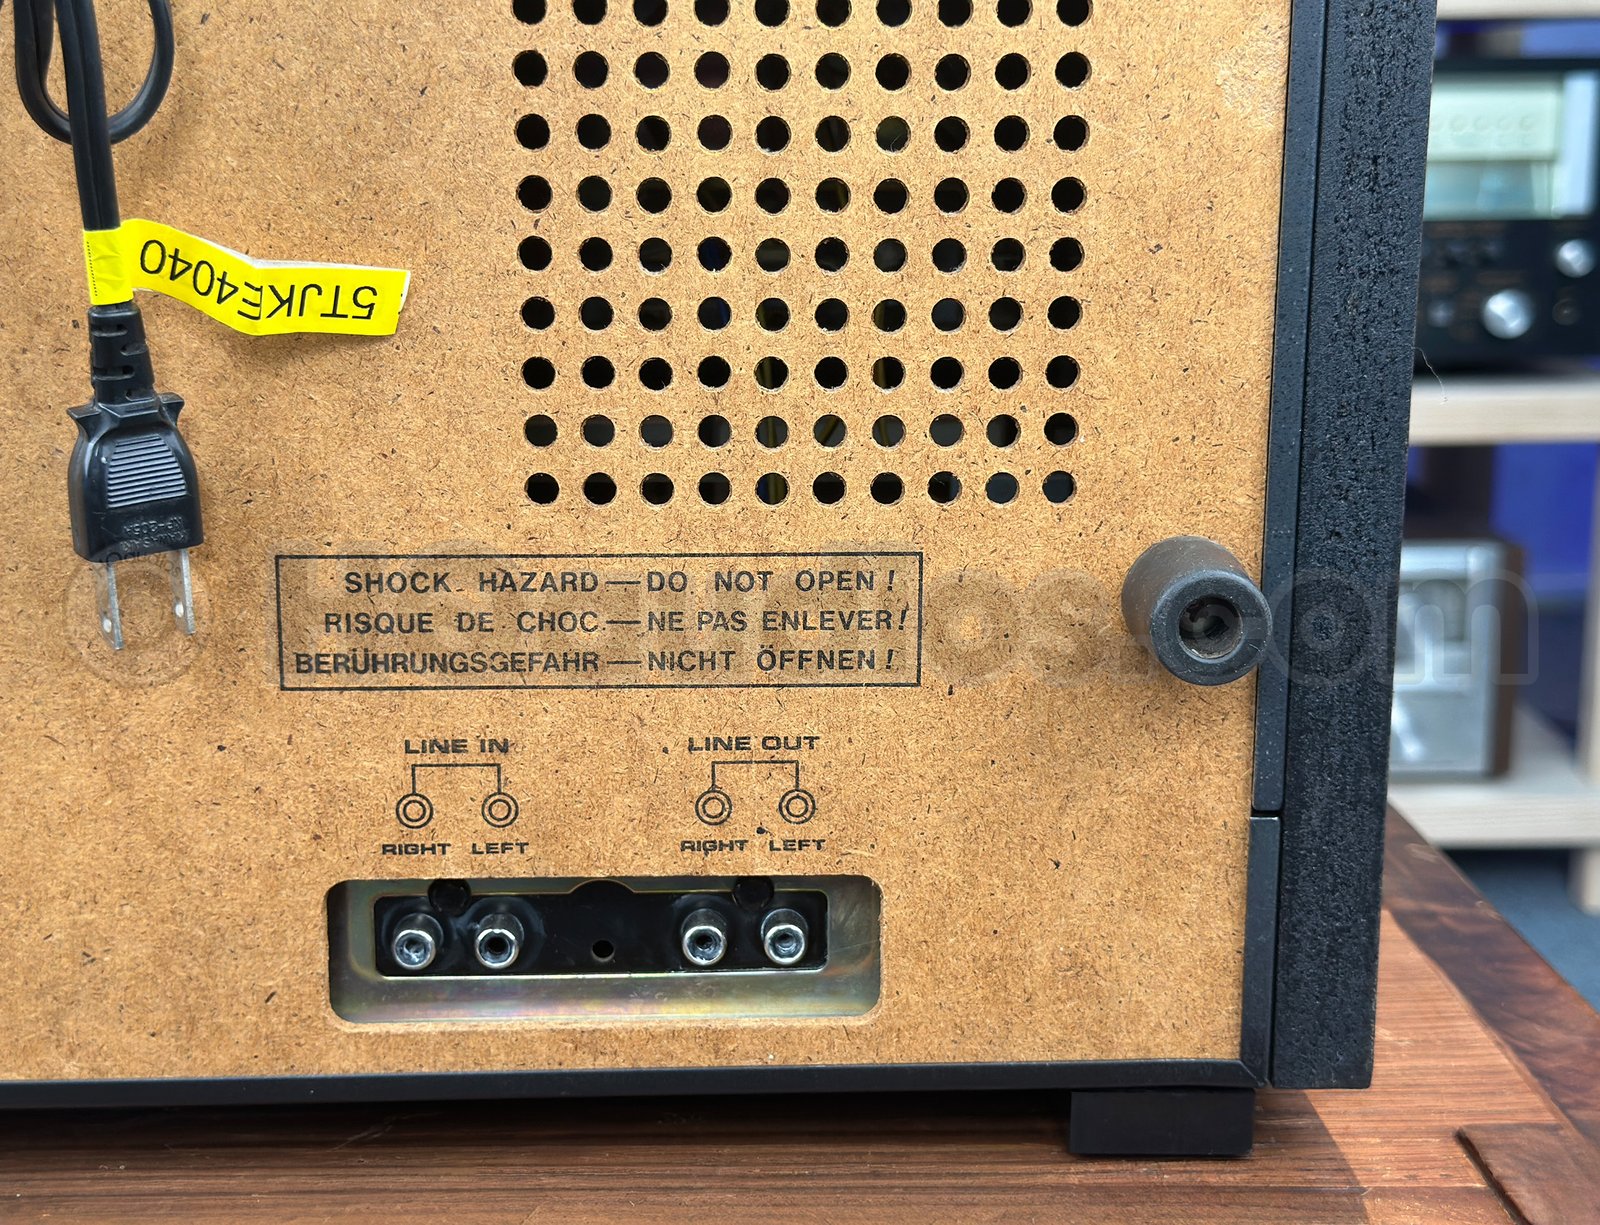 5TJKE4040
SHOCK HAZARD—DO NOT OPEN!
RISQUE DE CHOC—NE PAS ENLEVER!
BERÜHRUNGSGEFAHR—NICHT ÖFFNEN!
LINE IN
LINE OUT
RIGHT LEFT
RIGHT LEFT